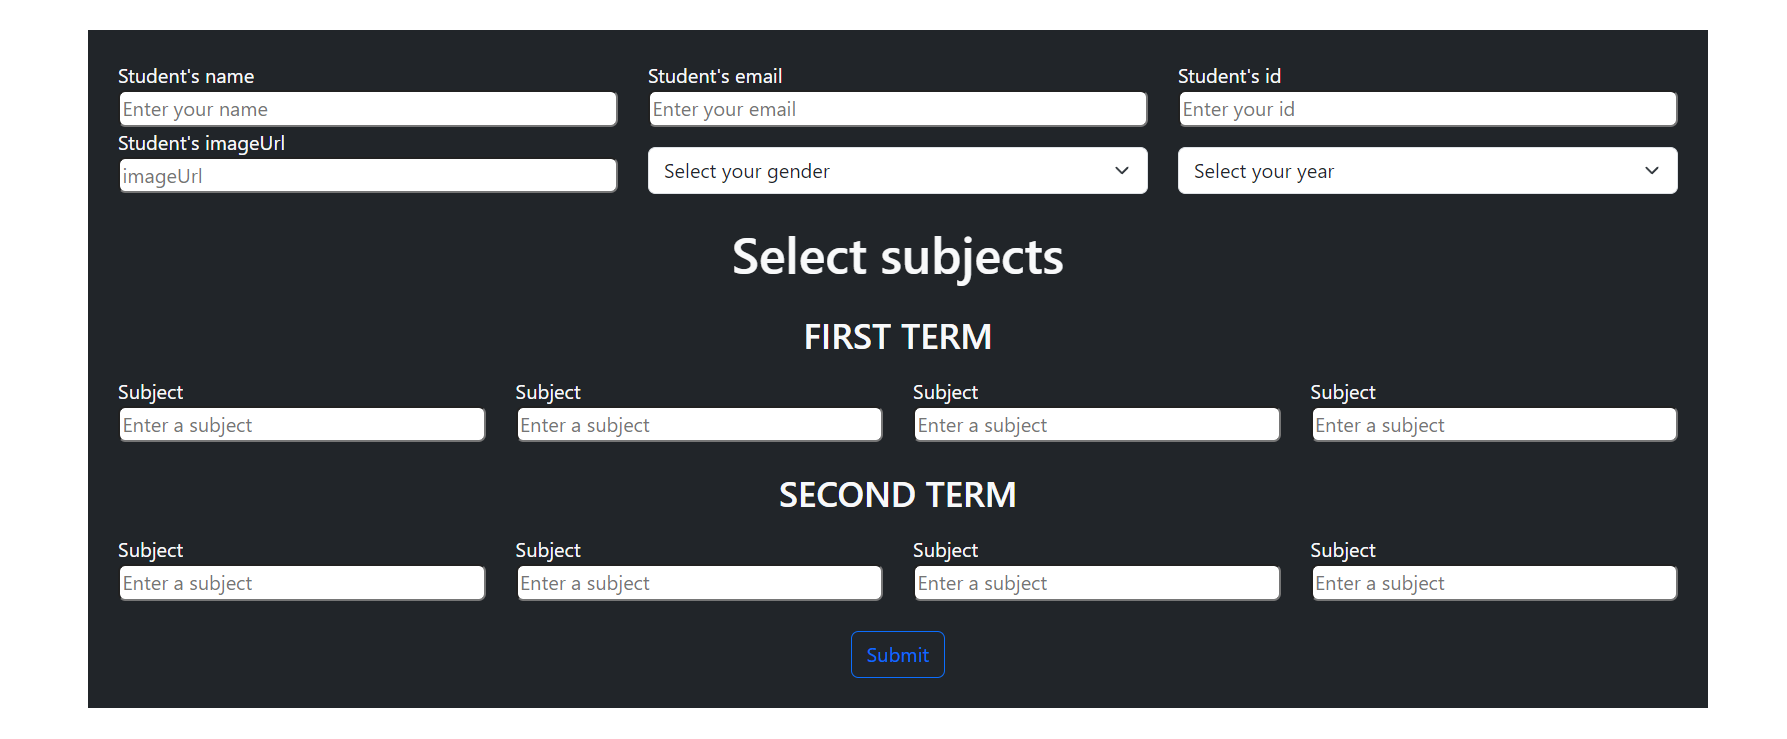 Student's name Student's email Student's id
Enter your name Enter your email Enter your id
Student's imageUrl
imageUrl Select your gender Select your year
Select subjects
FIRST TERM
Subject Subject Subject Subject
Enter a subject Enter a subject Enter a subject Enter a subject
SECOND TERM
Subject Subject Subject Subject
Enter a subject Enter a subject Enter a subject Enter a subject
Submit